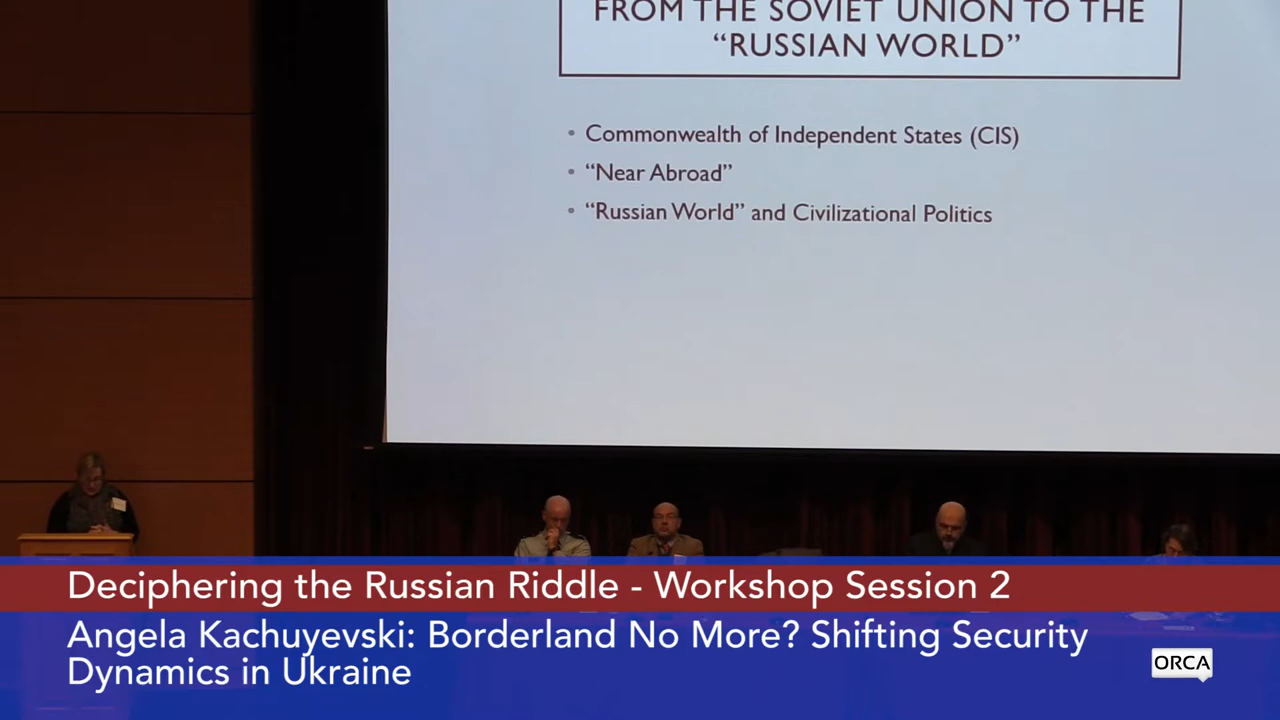 FROM THE SOVIET UNION TO THE
“RUSSIAN WORLD”
• Commonwealth of Independent States (CIS)
• “Near Abroad”
• “Russian World” and Civilizational Politics
Deciphering the Russian Riddle - Workshop Session 2
Angela Kachuyevski: Borderland No More? Shifting Security
Dynamics in Ukraine
ORCA